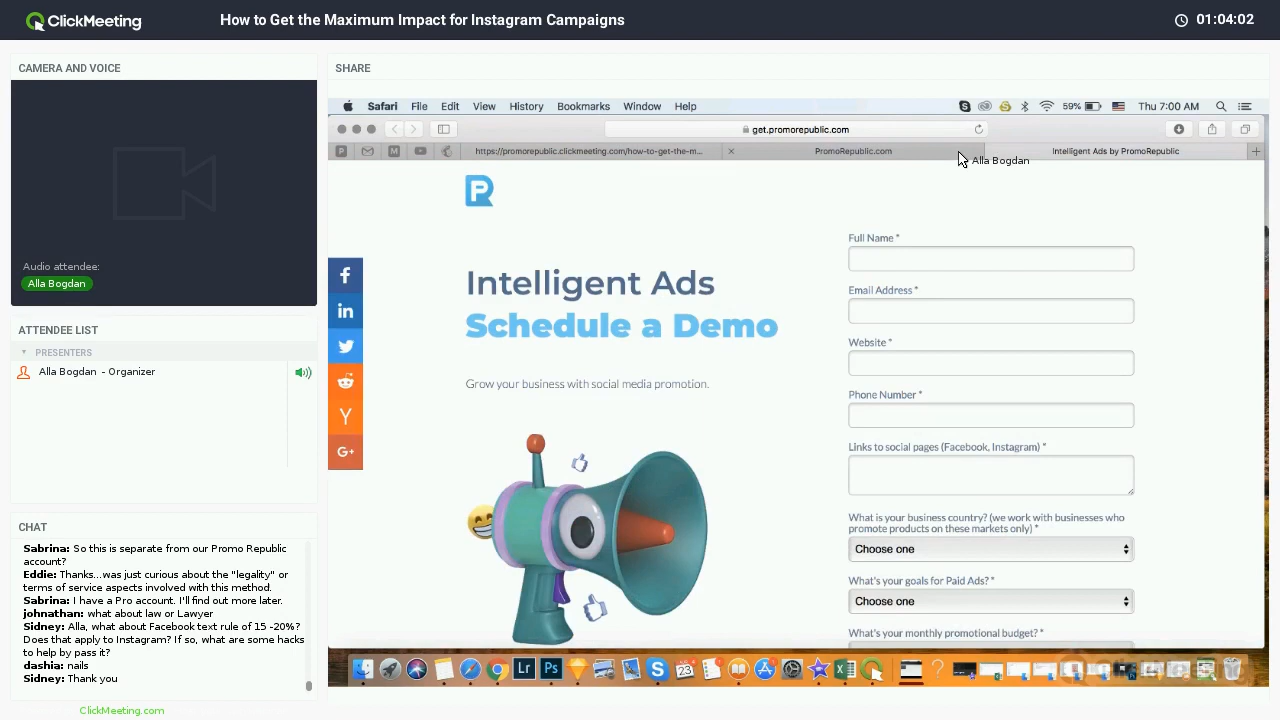 ClickMeeting
How to Get the Maximum Impact for Instagram Campaigns
01:04:02
CAMERA AND VOICE
Audio attendee:
Alla Bogdan
ATTENDEE LIST
PRESENTERS
Alla Bogdan - Organizer
CHAT
Sabrina: So this is separate from our Promo Republic
account?
Eddie: Thanks...was just curious about the "legality" or
terms of service aspects involved with this method.
Sabrina: I have a Pro account. I'll find out more later.
johnathan: what about law or Lawyer
Sidney: Alla, what about Facebook text rule of 15 -20%?
Does that apply to Instagram? If so, what are some hacks
to help by pass it?
dashia: nails
Sidney: Thank you
ClickMeeting.com
SHARE
Safari File Edit View History Bookmarks Window Help
59% Thu 7:00 AM
get.promorepublic.com
https://promorepublic.clickmeeting.com/how-to-get-the-m...
PromoRepublic.com
Intelligent Ads by PromoRepublic
Alla Bogdan
Intelligent Ads
Schedule a Demo
Grow your business with social media promotion.
Full Name *
Email Address *
Website *
Phone Number *
Links to social pages (Facebook, Instagram) *
What is your business country? (we work with businesses who
promote products on these markets only) *
Choose one
What's your goals for Paid Ads? *
Choose one
What's your monthly promotional budget? *
Lr
Ps
23